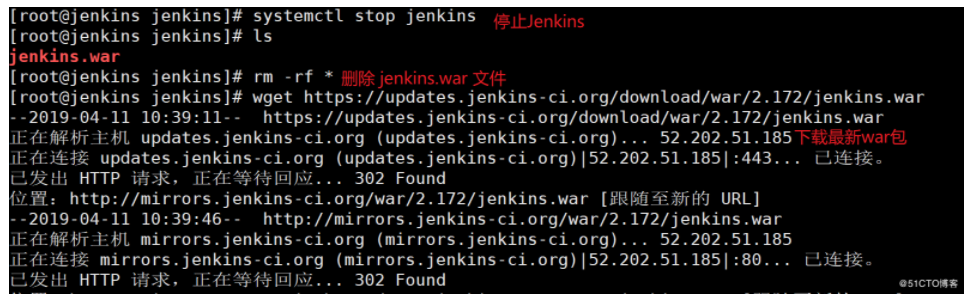 [root@jenkins jenkins]# systemctl stop jenkins 停止Jenkins
[root@jenkins jenkins]# ls
jenkins.war
[root@jenkins jenkins]# rm -rf * 删除 jenkins.war 文件
[root@jenkins jenkins]# wget https://updates.jenkins-ci.org/download/war/2.172/jenkins.war
--2019-04-11 10:39:11-- https://updates.jenkins-ci.org/download/war/2.172/jenkins.war
正在解析主机 updates.jenkins-ci.org (updates.jenkins-ci.org)... 52.202.51.185下载最新war包
正在连接 updates.jenkins-ci.org (updates.jenkins-ci.org)|52.202.51.185|:443... 已连接。
已发出 HTTP 请求，正在等待回应... 302 Found
位置：http://mirrors.jenkins-ci.org/war/2.172/jenkins.war [跟随至新的 URL]
--2019-04-11 10:39:46-- http://mirrors.jenkins-ci.org/war/2.172/jenkins.war
正在解析主机 mirrors.jenkins-ci.org (mirrors.jenkins-ci.org)... 52.202.51.185
正在连接 mirrors.jenkins-ci.org (mirrors.jenkins-ci.org)|52.202.51.185|:80... 已连接。
已发出 HTTP 请求，正在等待回应... 302 Found
@51CTO博客